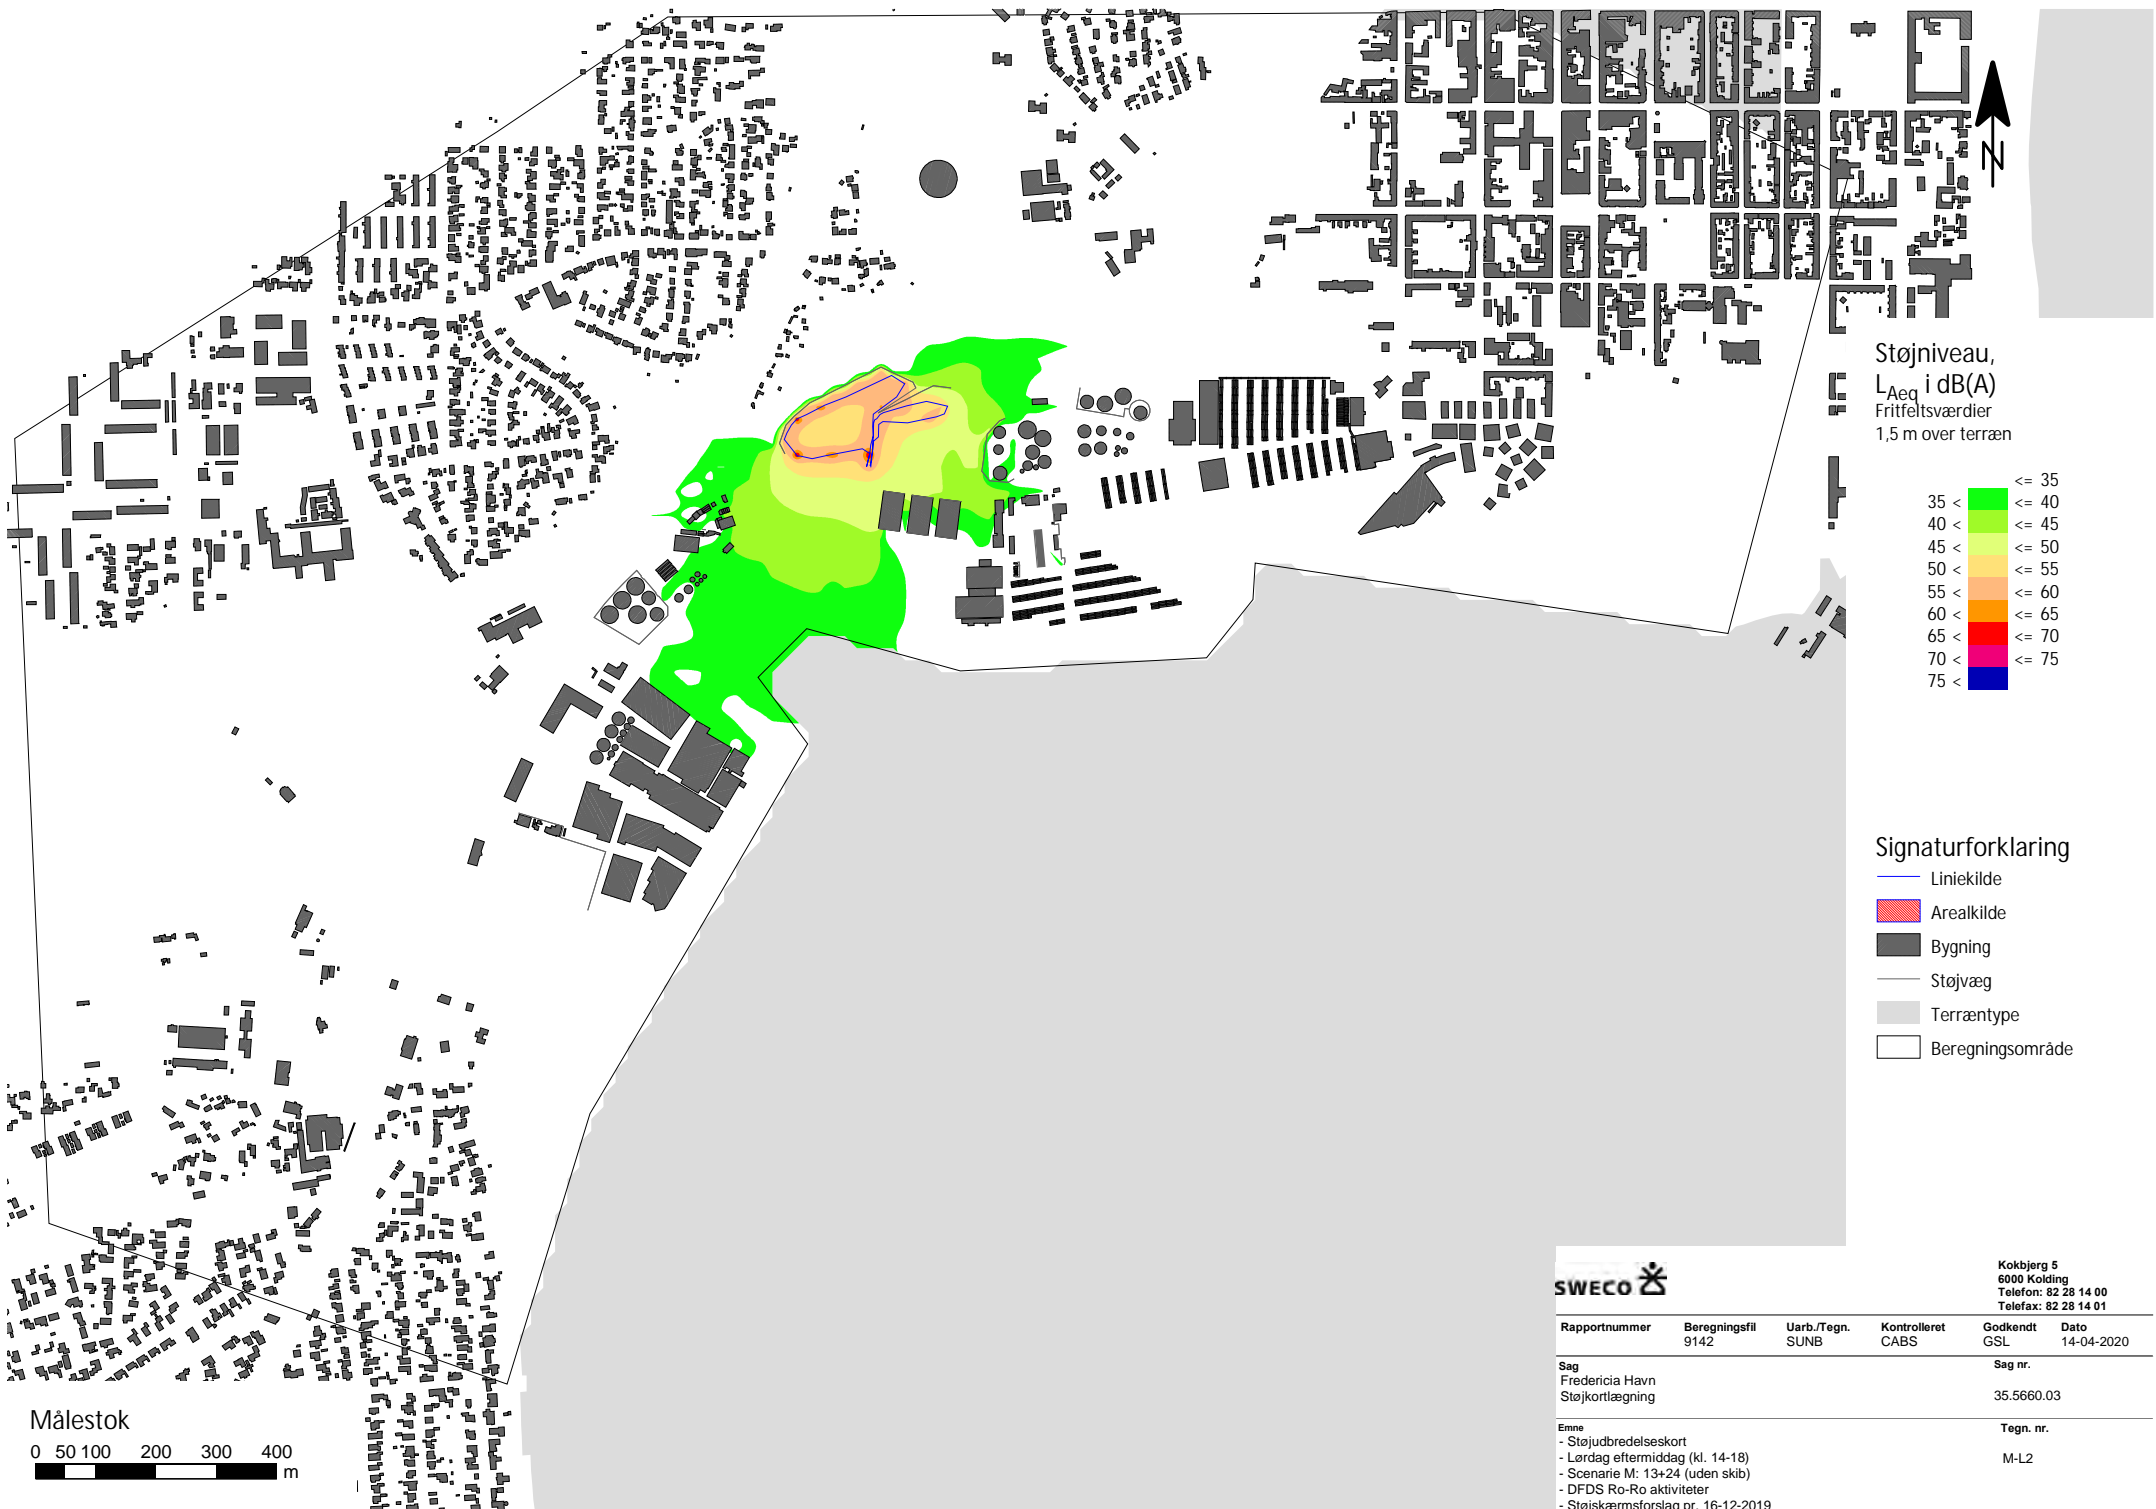 N
Støjniveau,
LAeq i dB(A)
Fritfeltsværdier
1,5 m over terræn
<= 35
35 < <= 40
40 < <= 45
45 < <= 50
50 < <= 55
55 < <= 60
60 < <= 65
65 < <= 70
70 < <= 75
75 <
Signaturforklaring
Liniekilde
Arealkilde
Bygning
Støjvæg
Terræntype
Beregningsområde
Målestok
0 50 100 200 300 400
m
SWECO
Kokbjerg 5
6000 Kolding
Telefon: 82 28 14 00
Telefax: 82 28 14 01
Rapportnummer Beregningsfil Uarb./Tegn. Kontrolleret Godkendt Dato
9142 SUNB CABS GSL 14-04-2020
Sag Sag nr.
Fredericia Havn
Støjkortlægning 35.5660.03
Emne Tegn. nr.
- Støjudbredelseskort
- Lørdag eftermiddag (kl. 14-18) M-L2
- Scenarie M: 13+24 (uden skib)
- DFDS Ro-Ro aktiviteter
- Støjskærmsforslag pr. 16-12-2019